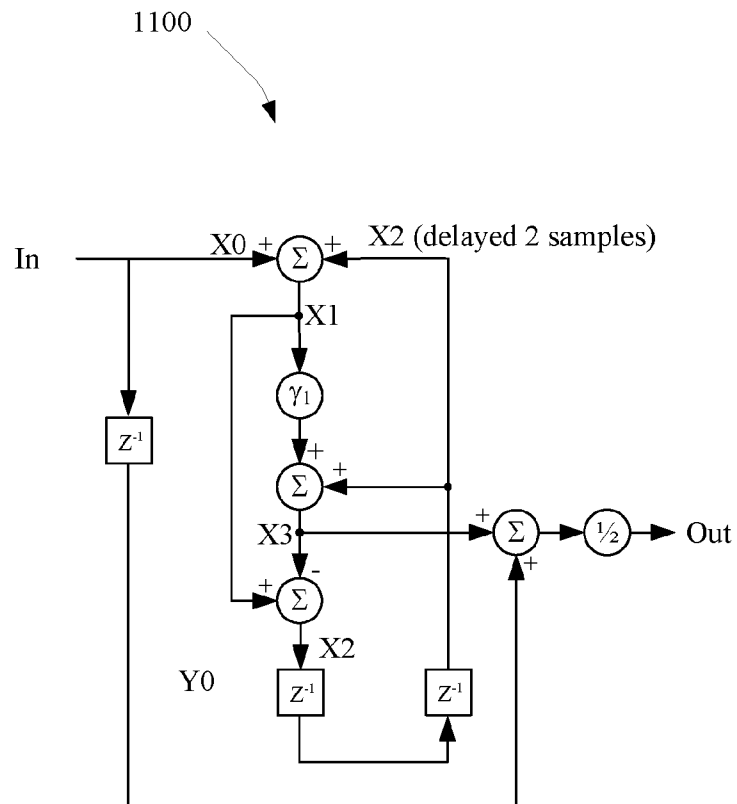 1100
In
X0
+
Σ
+
X2 (delayed 2 samples)
X1
γ₁
Z⁻¹
+
Σ
+
X3
+
Σ
+
½
Out
-
+
Σ
X2
Y0
Z⁻¹
Z⁻¹